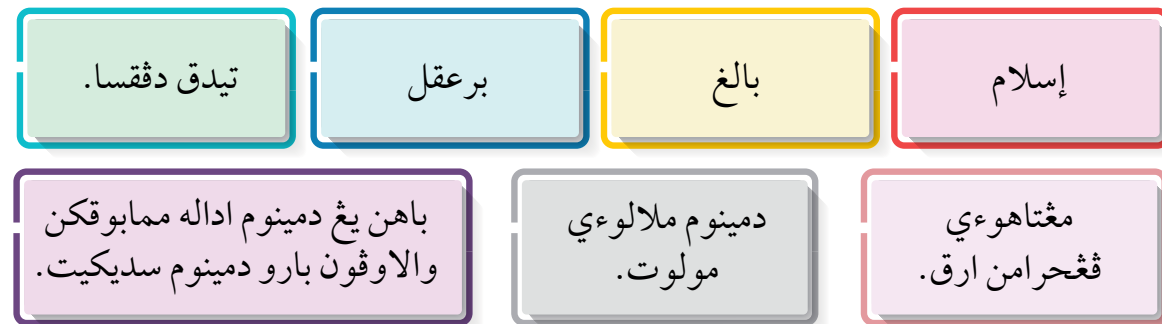 إسلام
بالغ
برعقل
تيدق دڤقسا.
مڠتاهوءي
ڤڠحرامن ارق.
دمينوم ملالوءي
مولوت.
باهن يڠ دمينوم اداله ممابوقكن
والاوڤون بارو دمينوم سديكيت.